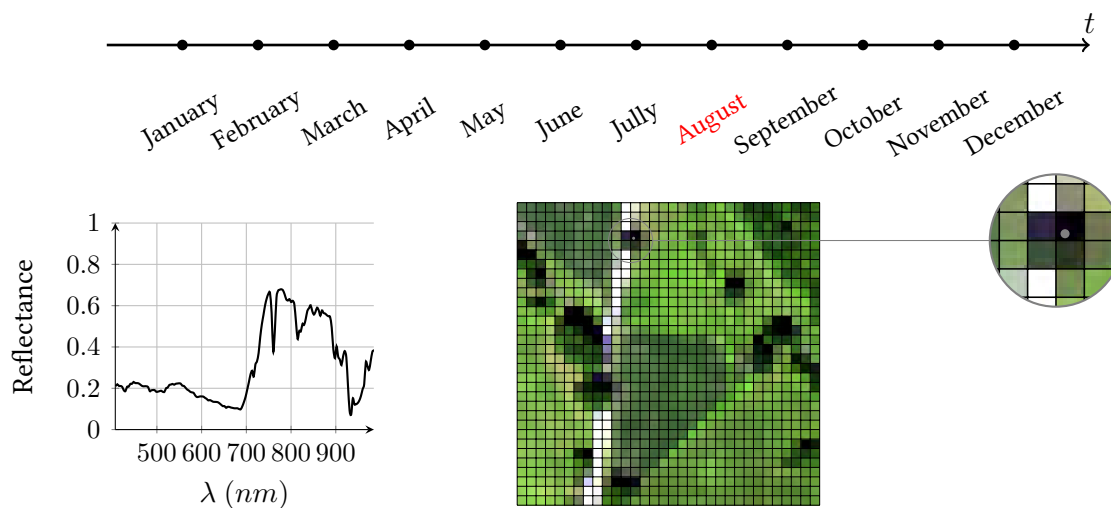 t
January February March April May June Jully August September October November December
1
0.8
0.6
0.4
0.2
0
Reflectance
500 600 700 800 900
λ (nm)